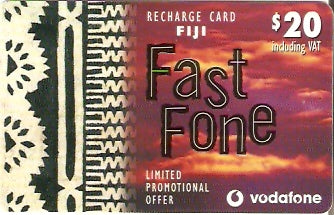 RECHARGE CARD
FIJI
$20
including VAT
Fast
Fone
LIMITED
PROMOTIONAL
OFFER
vodafone